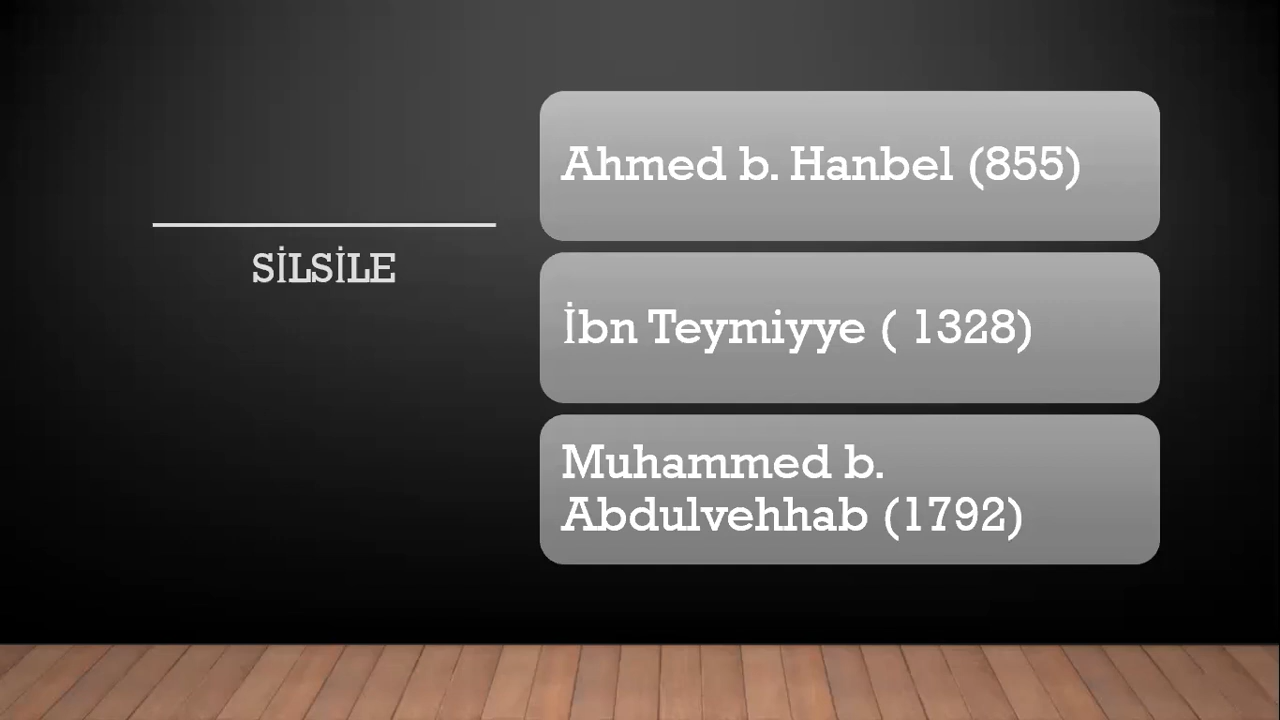 SİLSİLE
Ahmed b. Hanbel (855)
İbn Teymiyye ( 1328)
Muhammed b.
Abdulvehhab (1792)